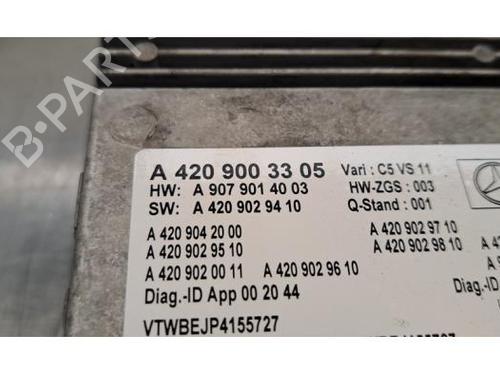 A 420 900 33 05 Vari : C5 VS 11
HW: A 907 901 40 03 HW-ZGS : 003
SW: A 420 902 94 10 Q-Stand : 001
A 420 904 20 00 A 420 902 97 10
A 420 902 95 10 A 420 902 98 10
A 420 902 00 11 A 420 902 96 10
Diag.-ID App 00 20 44
VTWBEJP4155727